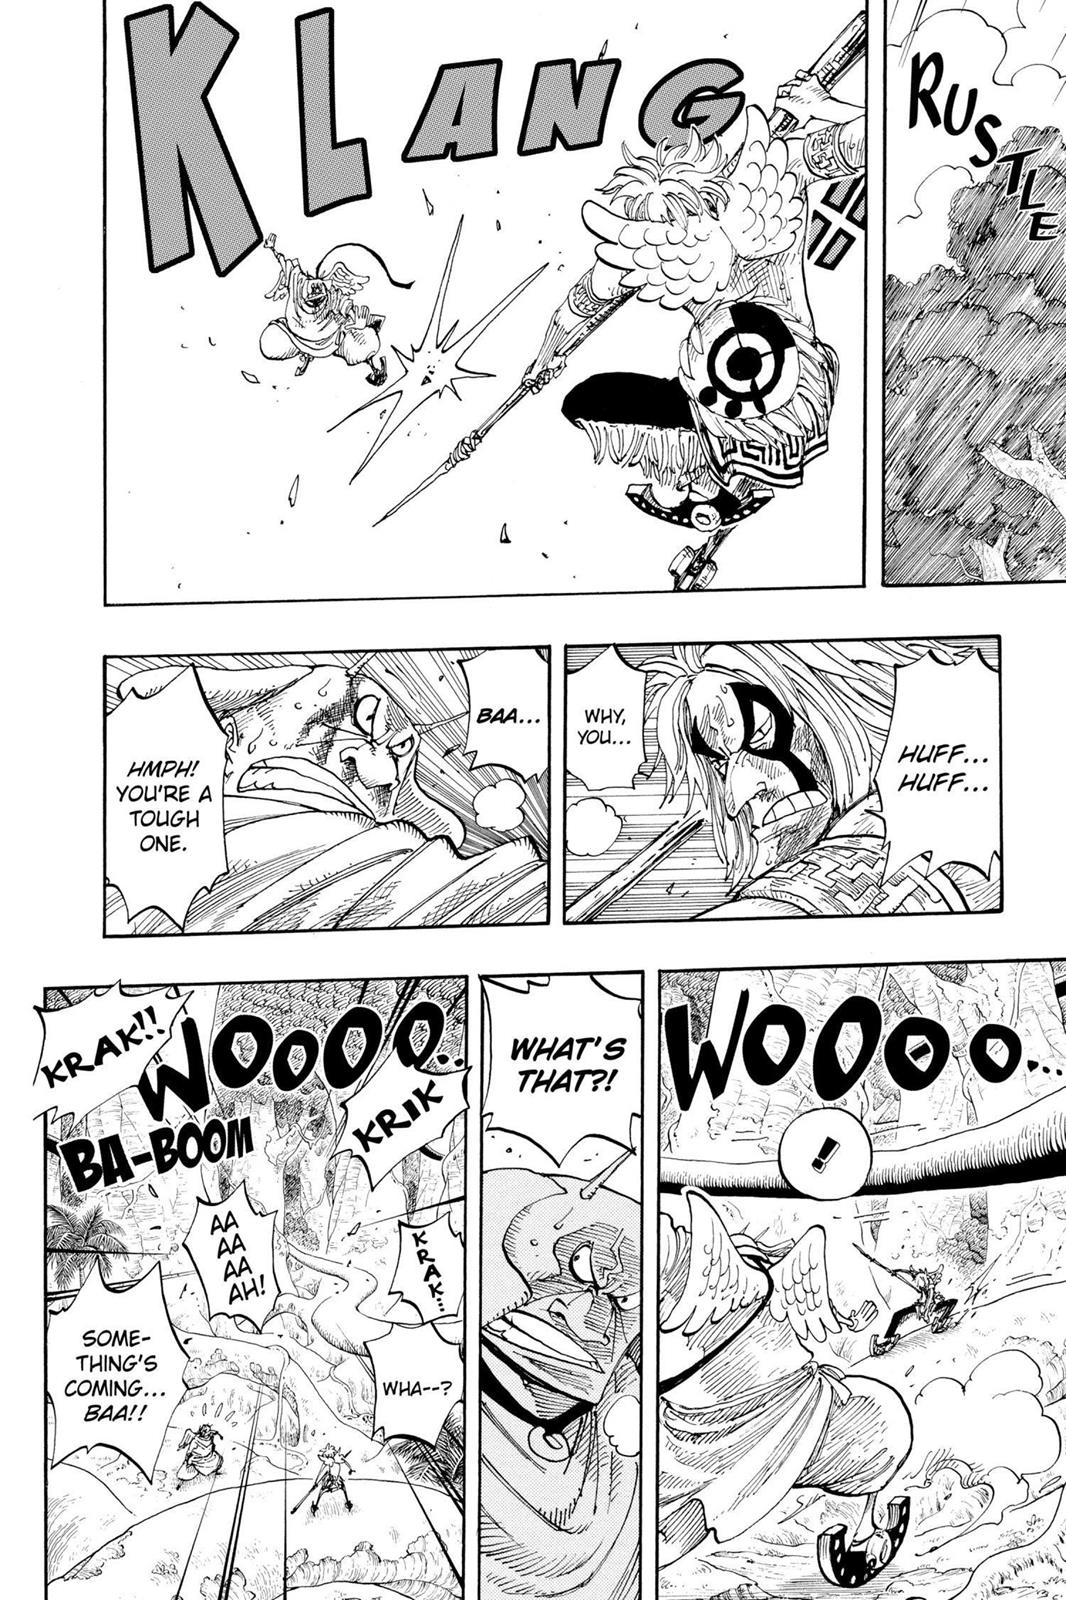 RUSTLE
KLANG
HUFF...
HUFF...
WHY,
YOU...
BAA...
HMPH!
YOU'RE A
TOUGH
ONE.
WOOOO...
!
WHAT'S
THAT?!
WOOOO..
KRIK
KRAK!!
BA-BOOM
KRAK...
AA
AA
AA
AH!
WHA--?
SOME-
THING'S
COMING...
BAA!!